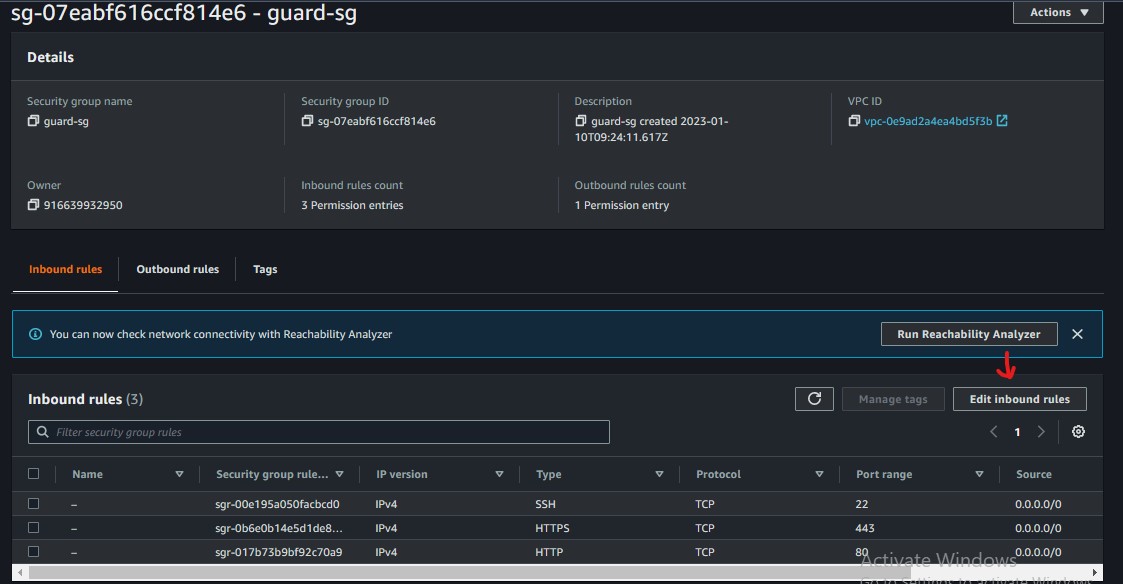 sg-07eabf616ccf814e6 - guard-sg
Actions
Details
Security group name
guard-sg
Security group ID
sg-07eabf616ccf814e6
Description
guard-sg created 2023-01-
10T09:24:11.617Z
VPC ID
vpc-0e9ad2a4ea4bd5f3b
Owner
916639932950
Inbound rules count
3 Permission entries
Outbound rules count
1 Permission entry
Inbound rules
Outbound rules
Tags
You can now check network connectivity with Reachability Analyzer
Run Reachability Analyzer
Inbound rules (3)
Manage tags
Edit inbound rules
Filter security group rules
1
Name Security group rule... IP version Type Protocol Port range Source
– sgr-00e195a050facbcd0 IPv4 SSH TCP 22 0.0.0.0/0
– sgr-0b6e0b14e5d1de8... IPv4 HTTPS TCP 443 0.0.0.0/0
– sgr-017b73b9bf92c70a9 IPv4 HTTP TCP 80 0.0.0.0/0
Activate Windows
Go to Settings to activate Windows